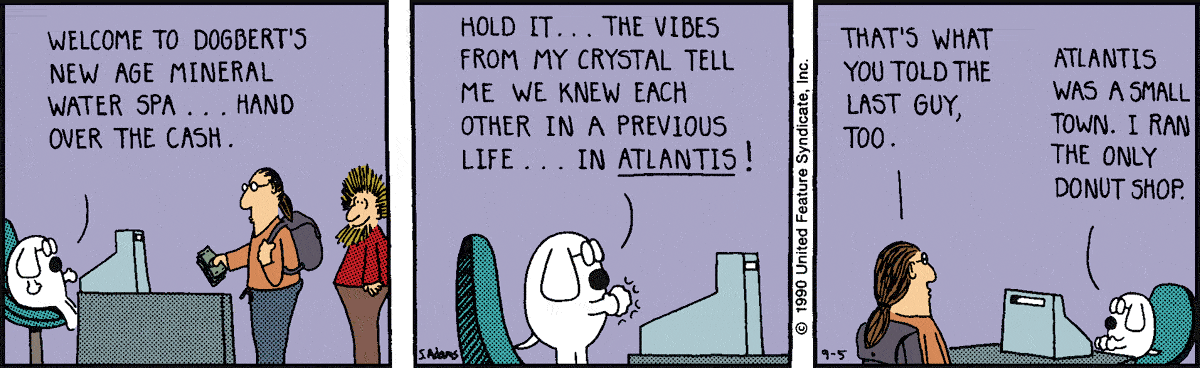 WELCOME TO DOGBERT'S
NEW AGE MINERAL
WATER SPA... HAND
OVER THE CASH.
HOLD IT... THE VIBES
FROM MY CRYSTAL TELL
ME WE KNEW EACH
OTHER IN A PREVIOUS
LIFE... IN ATLANTIS!
S.Adams
© 1990 United Feature Syndicate, Inc.
THAT'S WHAT
YOU TOLD THE
LAST GUY,
TOO.
ATLANTIS
WAS A SMALL
TOWN. I RAN
THE ONLY
DONUT SHOP.
9-5